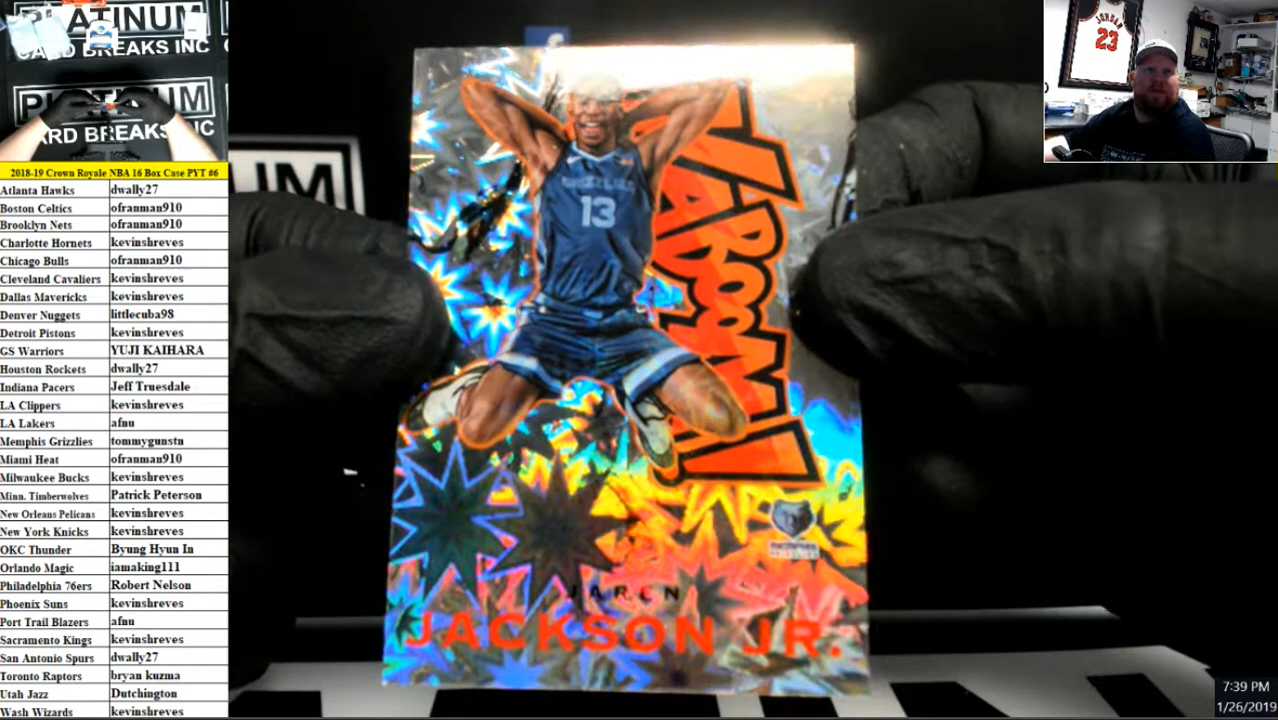 PLATINUM
CARD BREAKS INC
PLATINUM
CARD BREAKS INC
2018-19 Crown Royale NBA 16 Box Case PYT #6
Atlanta Hawks dwally27
Boston Celtics ofranman910
Brooklyn Nets ofranman910
Charlotte Hornets kevinshreves
Chicago Bulls ofranman910
Cleveland Cavaliers kevinshreves
Dallas Mavericks kevinshreves
Denver Nuggets littlecuba98
Detroit Pistons kevinshreves
GS Warriors YUJI KAIHARA
Houston Rockets dwally27
Indiana Pacers Jeff Truesdale
LA Clippers kevinshreves
LA Lakers afnu
Memphis Grizzlies tommygunstn
Miami Heat ofranman910
Milwaukee Bucks kevinshreves
Minn. Timberwolves Patrick Peterson
New Orleans Pelicans kevinshreves
New York Knicks kevinshreves
OKC Thunder Byung Hyun In
Orlando Magic iamaking111
Philadelphia 76ers Robert Nelson
Phoenix Suns kevinshreves
Port Trail Blazers afnu
Sacramento Kings kevinshreves
San Antonio Spurs dwally27
Toronto Raptors bryan kuzma
Utah Jazz Dutchington
Wash Wizards kevinshreves
UM
GRIZZLIES
13
KABOOM!
JAREN
JACKSON JR.
JORDAN
23
7:39 PM
1/26/2019